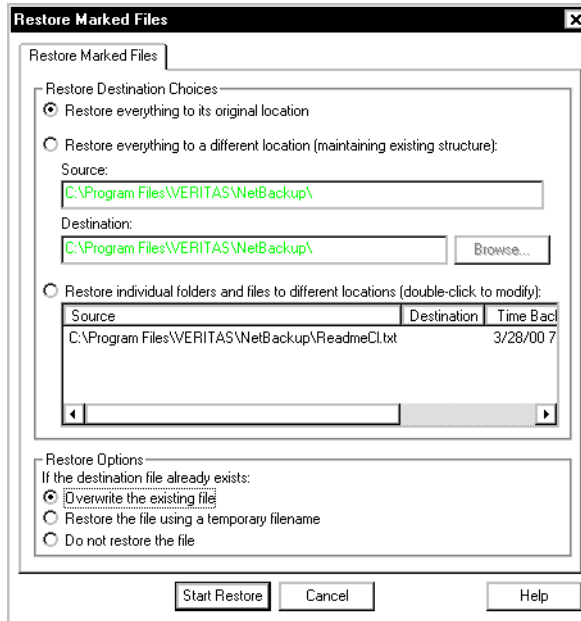 Restore Marked Files
Restore Marked Files
Restore Destination Choices
Restore everything to its original location
Restore everything to a different location (maintaining existing structure):
Source:
C:\Program Files\VERITAS\NetBackup\
Destination:
C:\Program Files\VERITAS\NetBackup\ Browse...
Restore individual folders and files to different locations (double-click to modify):
Source Destination Time Bac
C:\Program Files\VERITAS\NetBackup\ReadmeCl.txt 3/28/00 7
Restore Options
If the destination file already exists:
Overwrite the existing file
Restore the file using a temporary filename
Do not restore the file
Start Restore Cancel Help